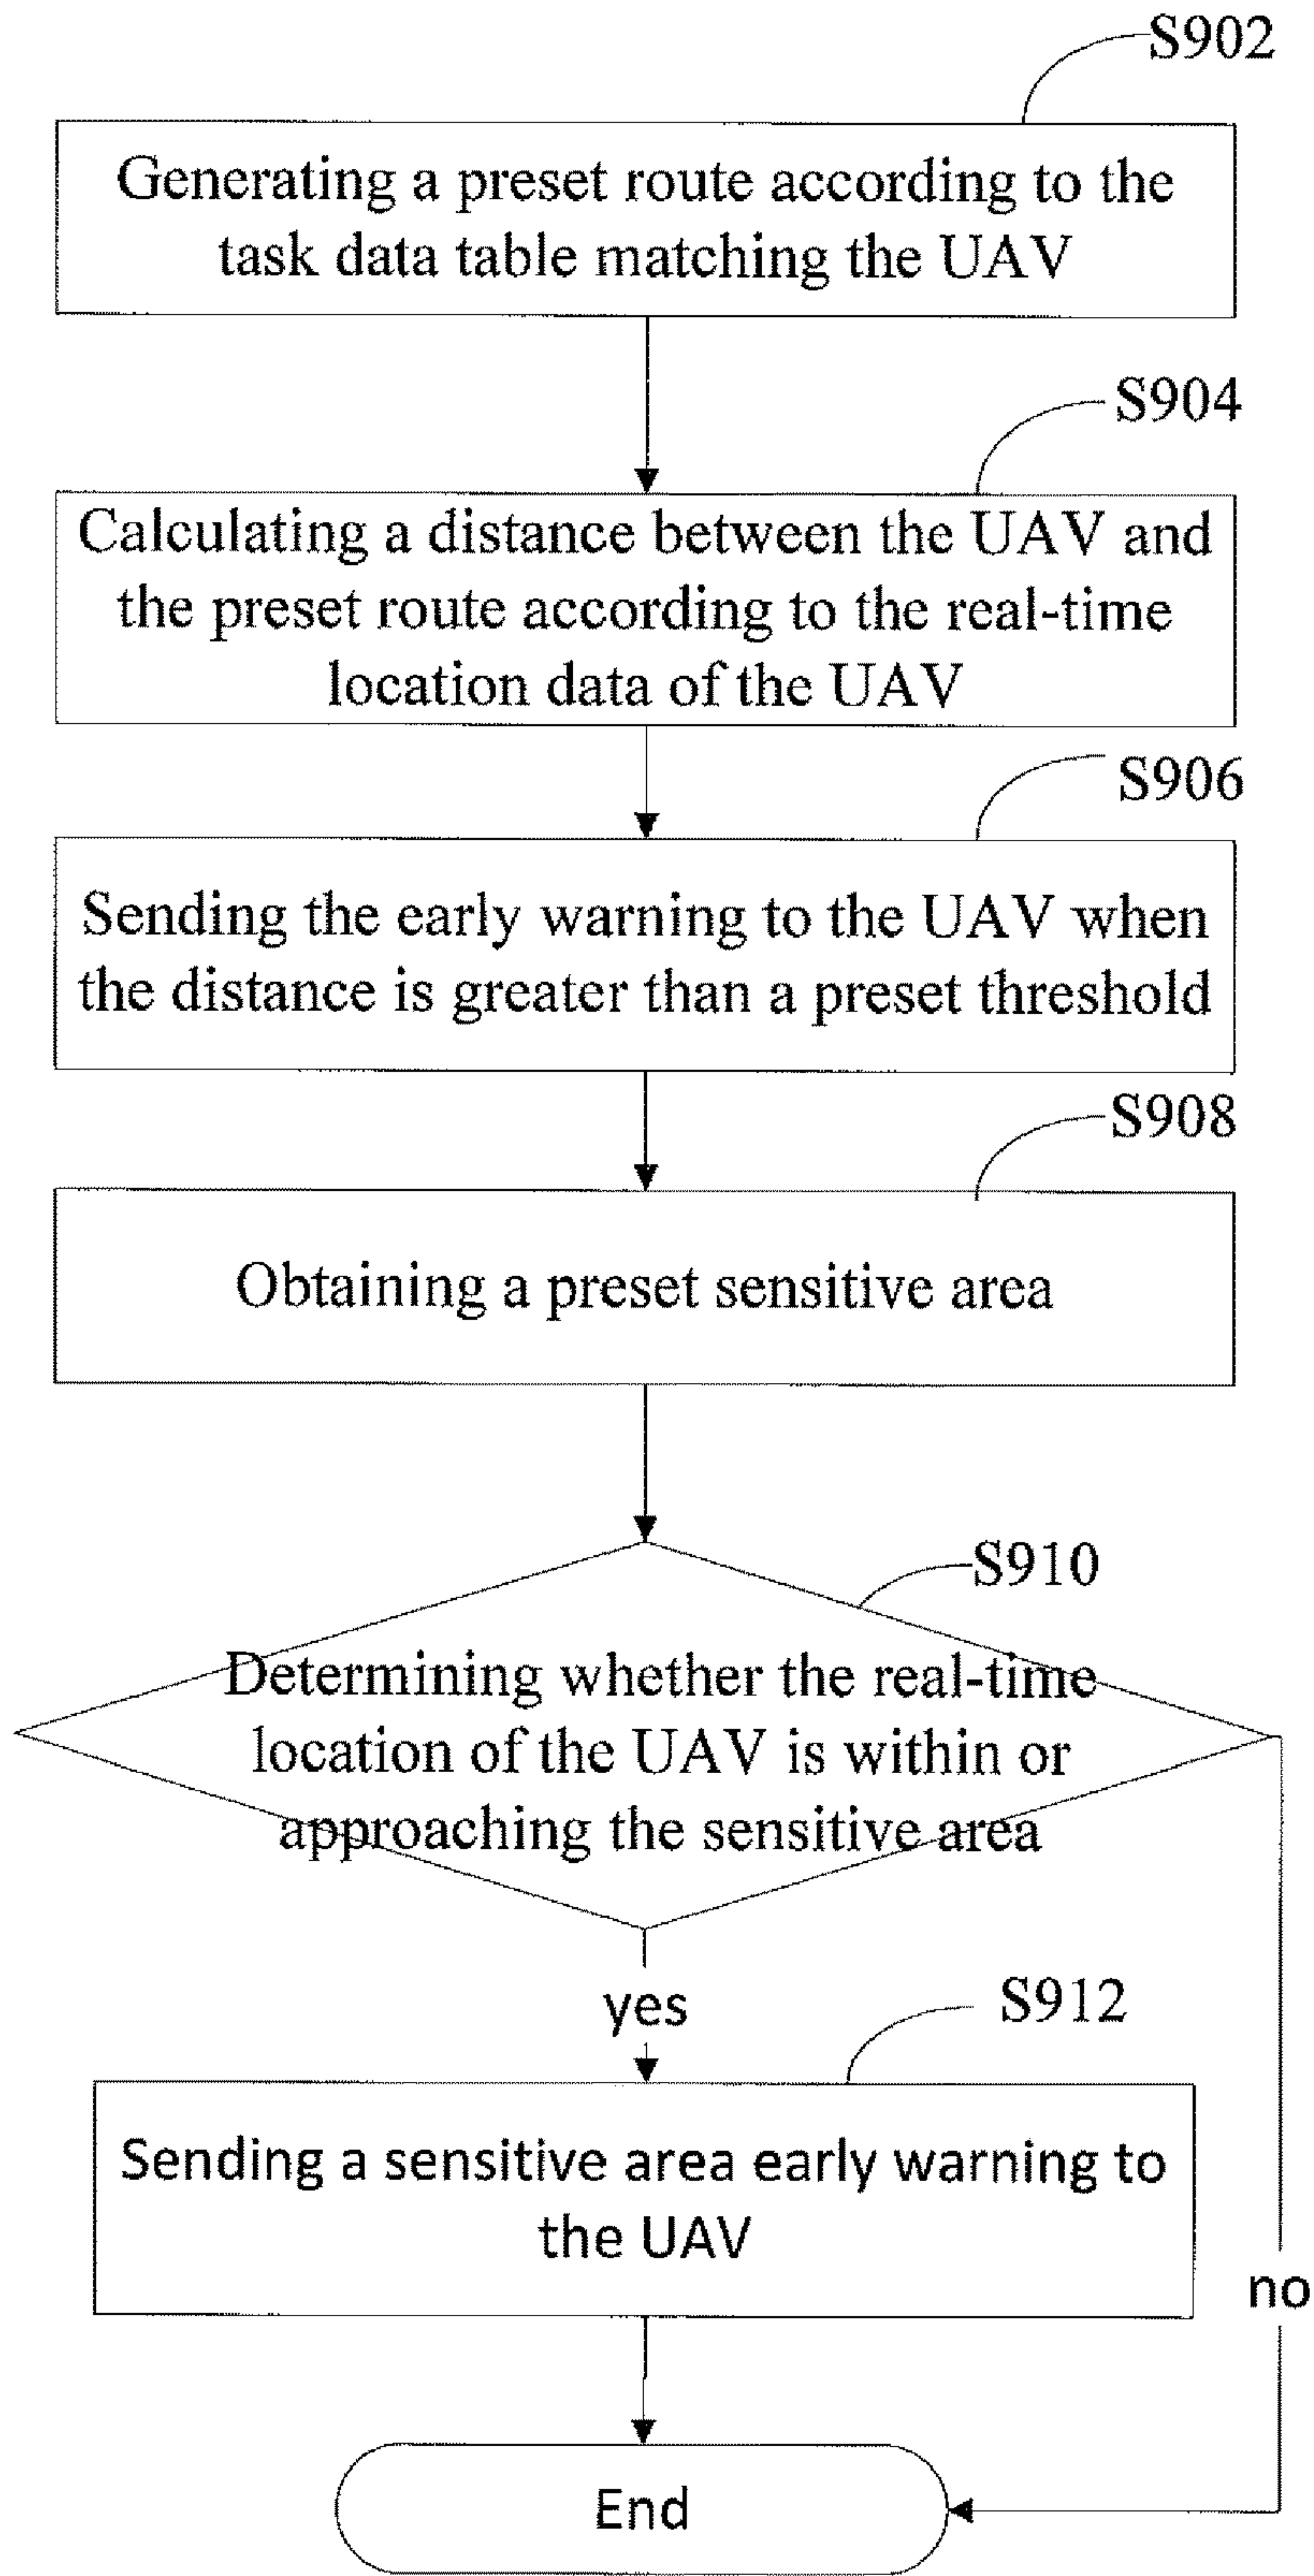 S902
Generating a preset route according to the
task data table matching the UAV
S904
Calculating a distance between the UAV and
the preset route according to the real-time
location data of the UAV
S906
Sending the early warning to the UAV when
the distance is greater than a preset threshold
S908
Obtaining a preset sensitive area
S910
Determining whether the real-time
location of the UAV is within or
approaching the sensitive area
yes
S912
Sending a sensitive area early warning to
the UAV
no
End